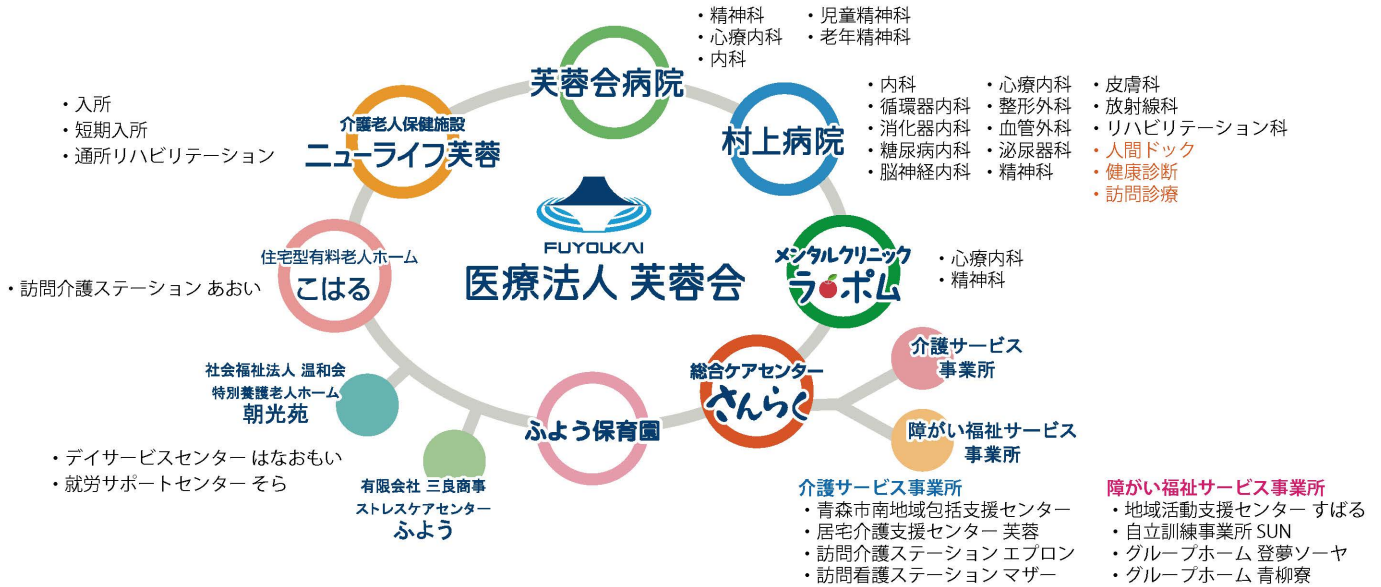 ・精神科
・心療内科
・内科
・児童精神科
・老年精神科
芙蓉会病院
・内科
・循環器内科
・消化器内科
・糖尿病内科
・脳神経内科
・心療内科
・整形外科
・血管外科
・泌尿器科
・精神科
・皮膚科
・放射線科
・リハビリテーション科
・人間ドック
・健康診断
・訪問診療
村上病院
・入所
・短期入所
・通所リハビリテーション
介護老人保健施設
ニューライフ芙蓉
FUYOUKAI
医療法人 芙蓉会
メンタルクリニック
ラ・ポム
・心療内科
・精神科
住宅型有料老人ホーム
こはる
・訪問介護ステーション あおい
総合ケアセンター
さんらく
介護サービス
事業所
障がい福祉サービス
事業所
社会福祉法人 温和会
特別養護老人ホーム
朝光苑
ふよう保育園
・デイサービスセンター はなおもい
・就労サポートセンター そら
有限会社 三良商事
ストレスケアセンター
ふよう
介護サービス事業所
・青森市南地域包括支援センター
・居宅介護支援センター 芙蓉
・訪問介護ステーション エプロン
・訪問看護ステーション マザー
障がい福祉サービス事業所
・地域活動支援センター すばる
・自立訓練事業所 SUN
・グループホーム 登夢ソーヤ
・グループホーム 青柳寮